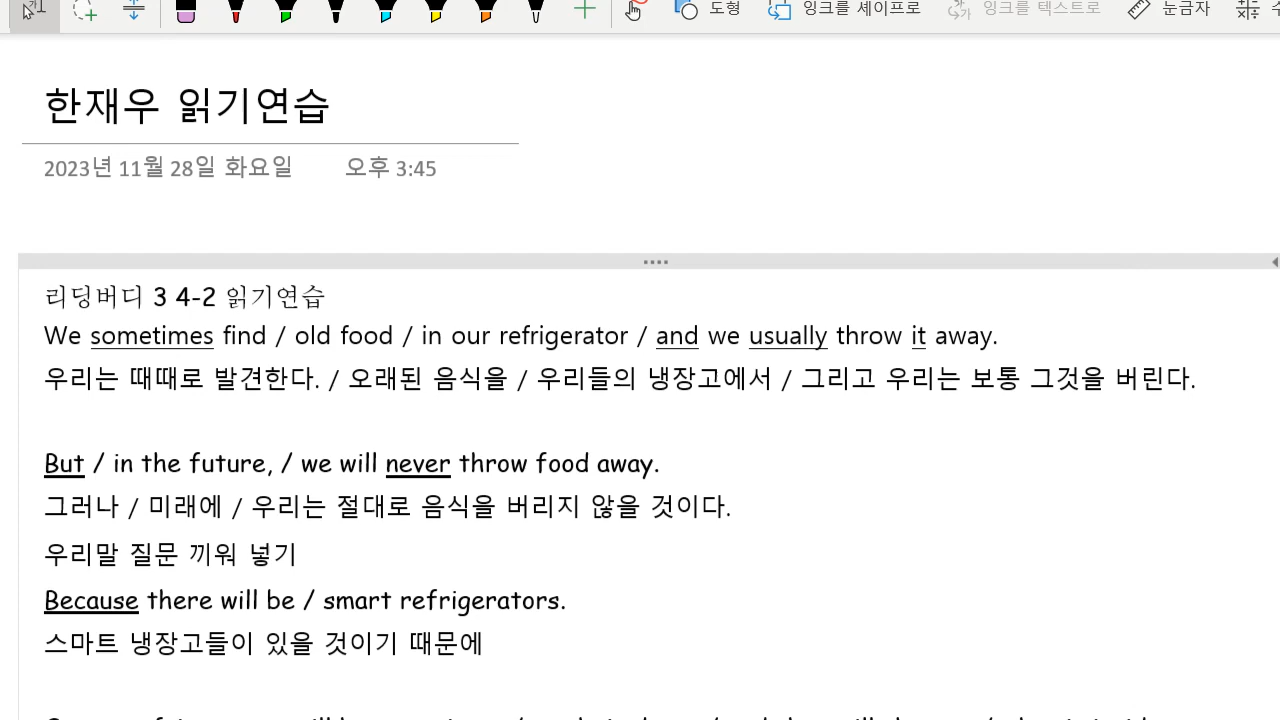 도형 잉크를 셰이프로 잉크를 텍스트로 눈금자
한재우 읽기연습
2023년 11월 28일 화요일 오후 3:45
리딩버디 3 4-2 읽기연습
We sometimes find / old food / in our refrigerator / and we usually throw it away.
우리는 때때로 발견한다. / 오래된 음식을 / 우리들의 냉장고에서 / 그리고 우리는 보통 그것을 버린다.
But / in the future, / we will never throw food away.
그러나 / 미래에 / 우리는 절대로 음식을 버리지 않을 것이다.
우리말 질문 끼워 넣기
Because there will be / smart refrigerators.
스마트 냉장고들이 있을 것이기 때문에